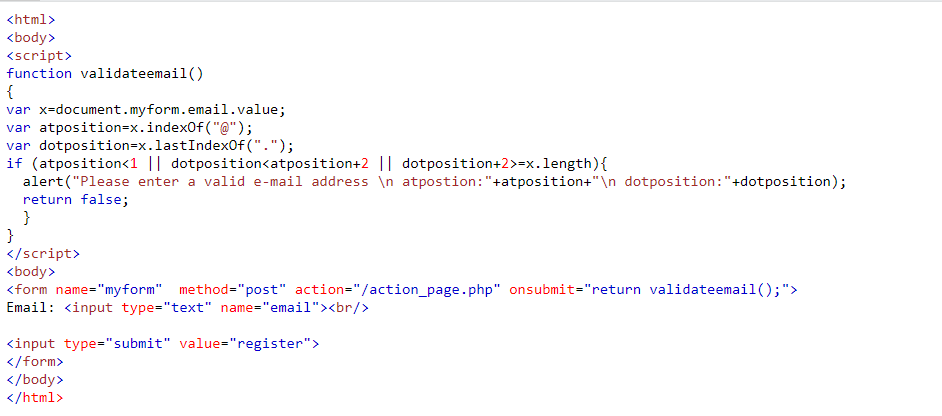 <html>
<body>
<script>
function validateemail()
{
var x=document.myform.email.value;
var atposition=x.indexOf("@");
var dotposition=x.lastIndexOf(".");
if (atposition<1 || dotposition<atposition+2 || dotposition+2>=x.length){
  alert("Please enter a valid e-mail address \n atpostion:"+atposition+"\n dotposition:"+dotposition);
  return false;
  }
}
</script>
<body>
<form name="myform"  method="post" action="/action_page.php" onsubmit="return validateemail();">
Email: <input type="text" name="email"><br/>

<input type="submit" value="register">
</form>
</body>
</html>